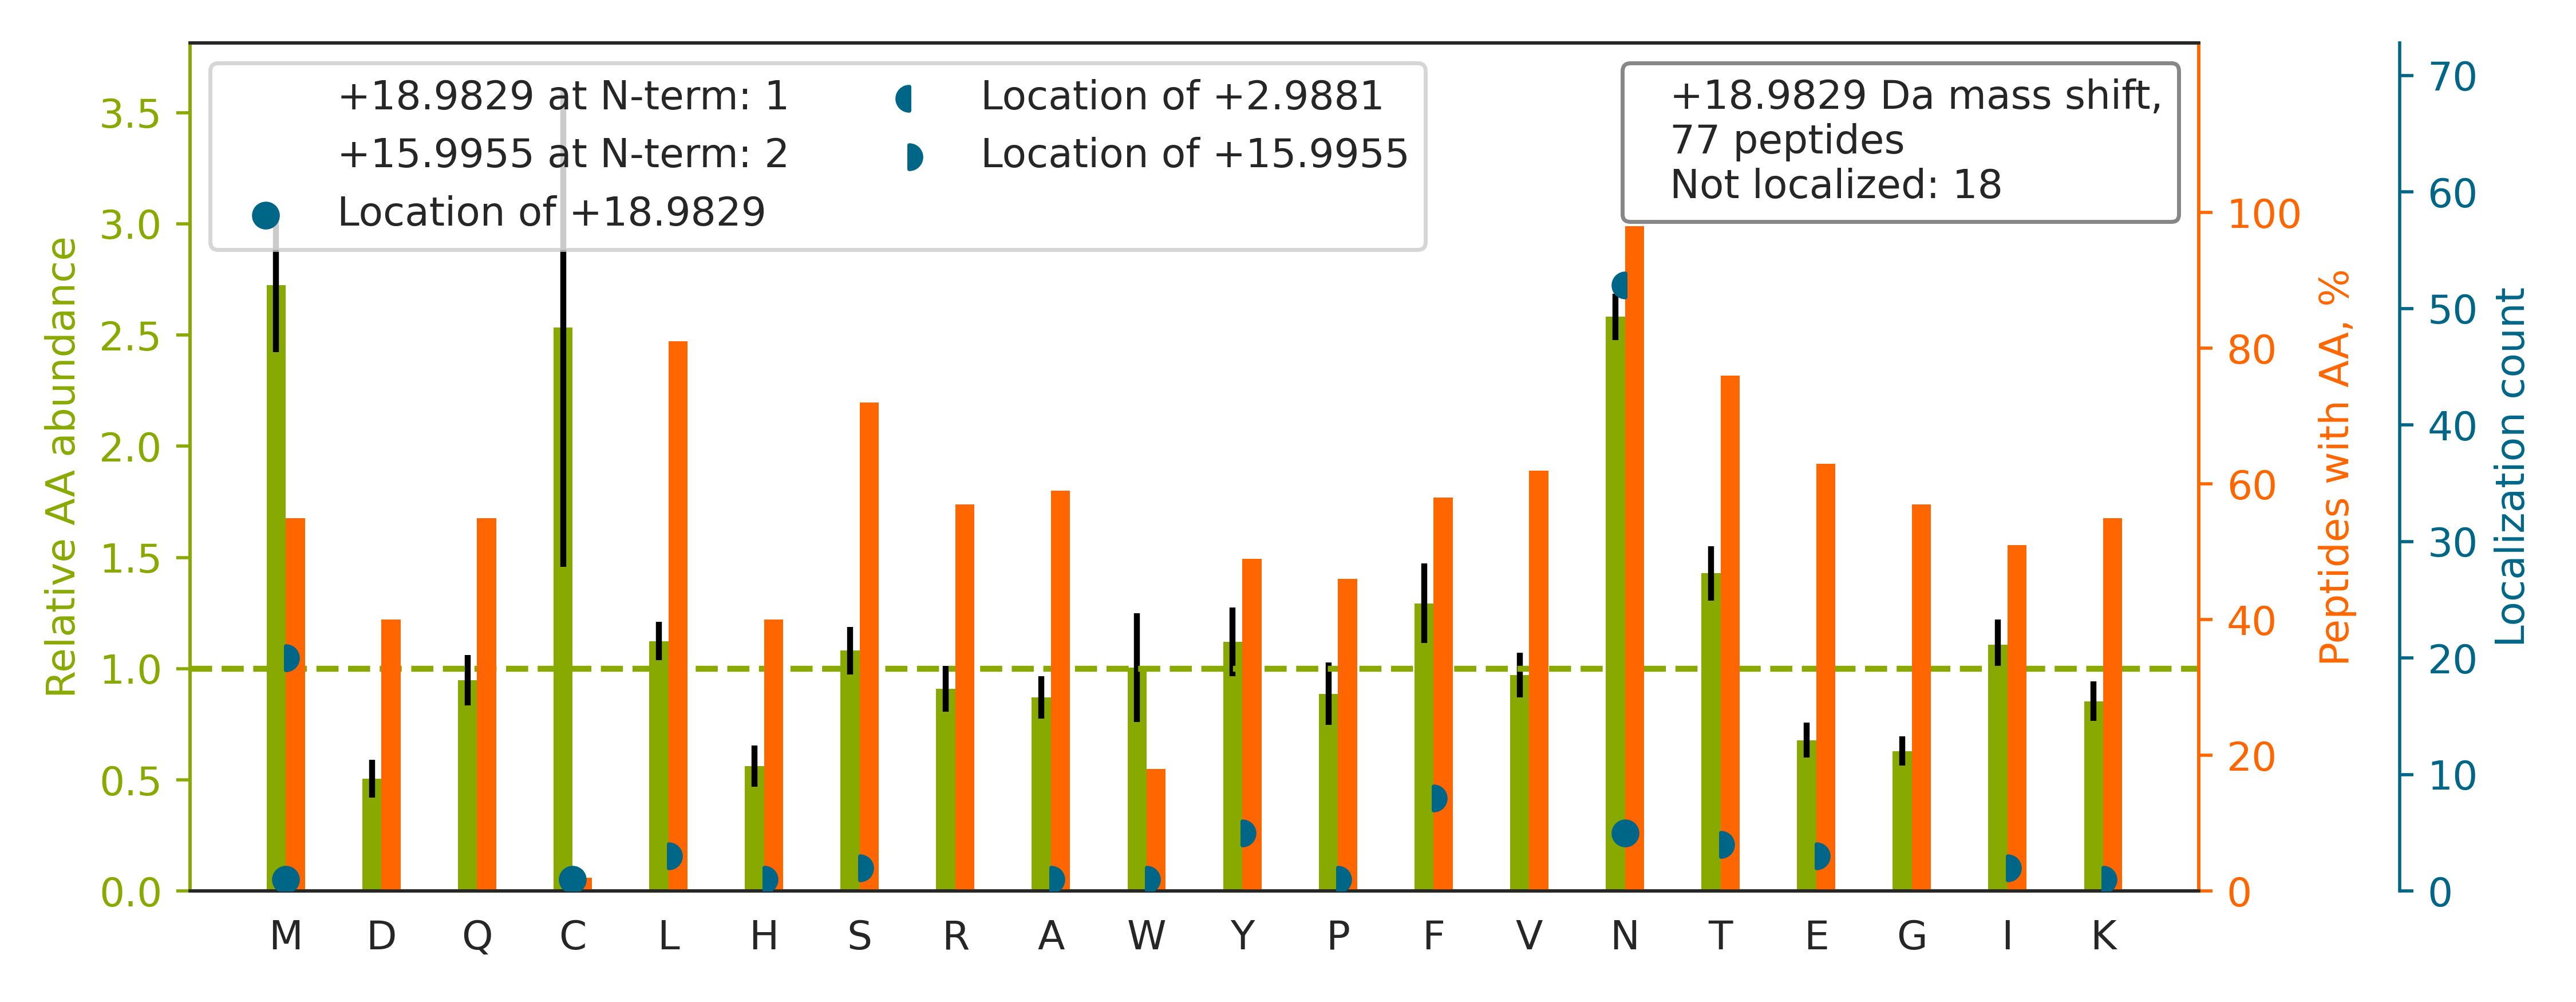 +18.9829 at N-term: 1
+15.9955 at N-term: 2
Location of +18.9829
Location of +2.9881
Location of +15.9955
+18.9829 Da mass shift,
77 peptides
Not localized: 18
Relative AA abundance
3.5
3.0
2.5
2.0
1.5
1.0
0.5
0.0
Peptides with AA, %
100
80
60
40
20
0
Localization count
70
60
50
40
30
20
10
0
M D Q C L H S R A W Y P F V N T E G I K